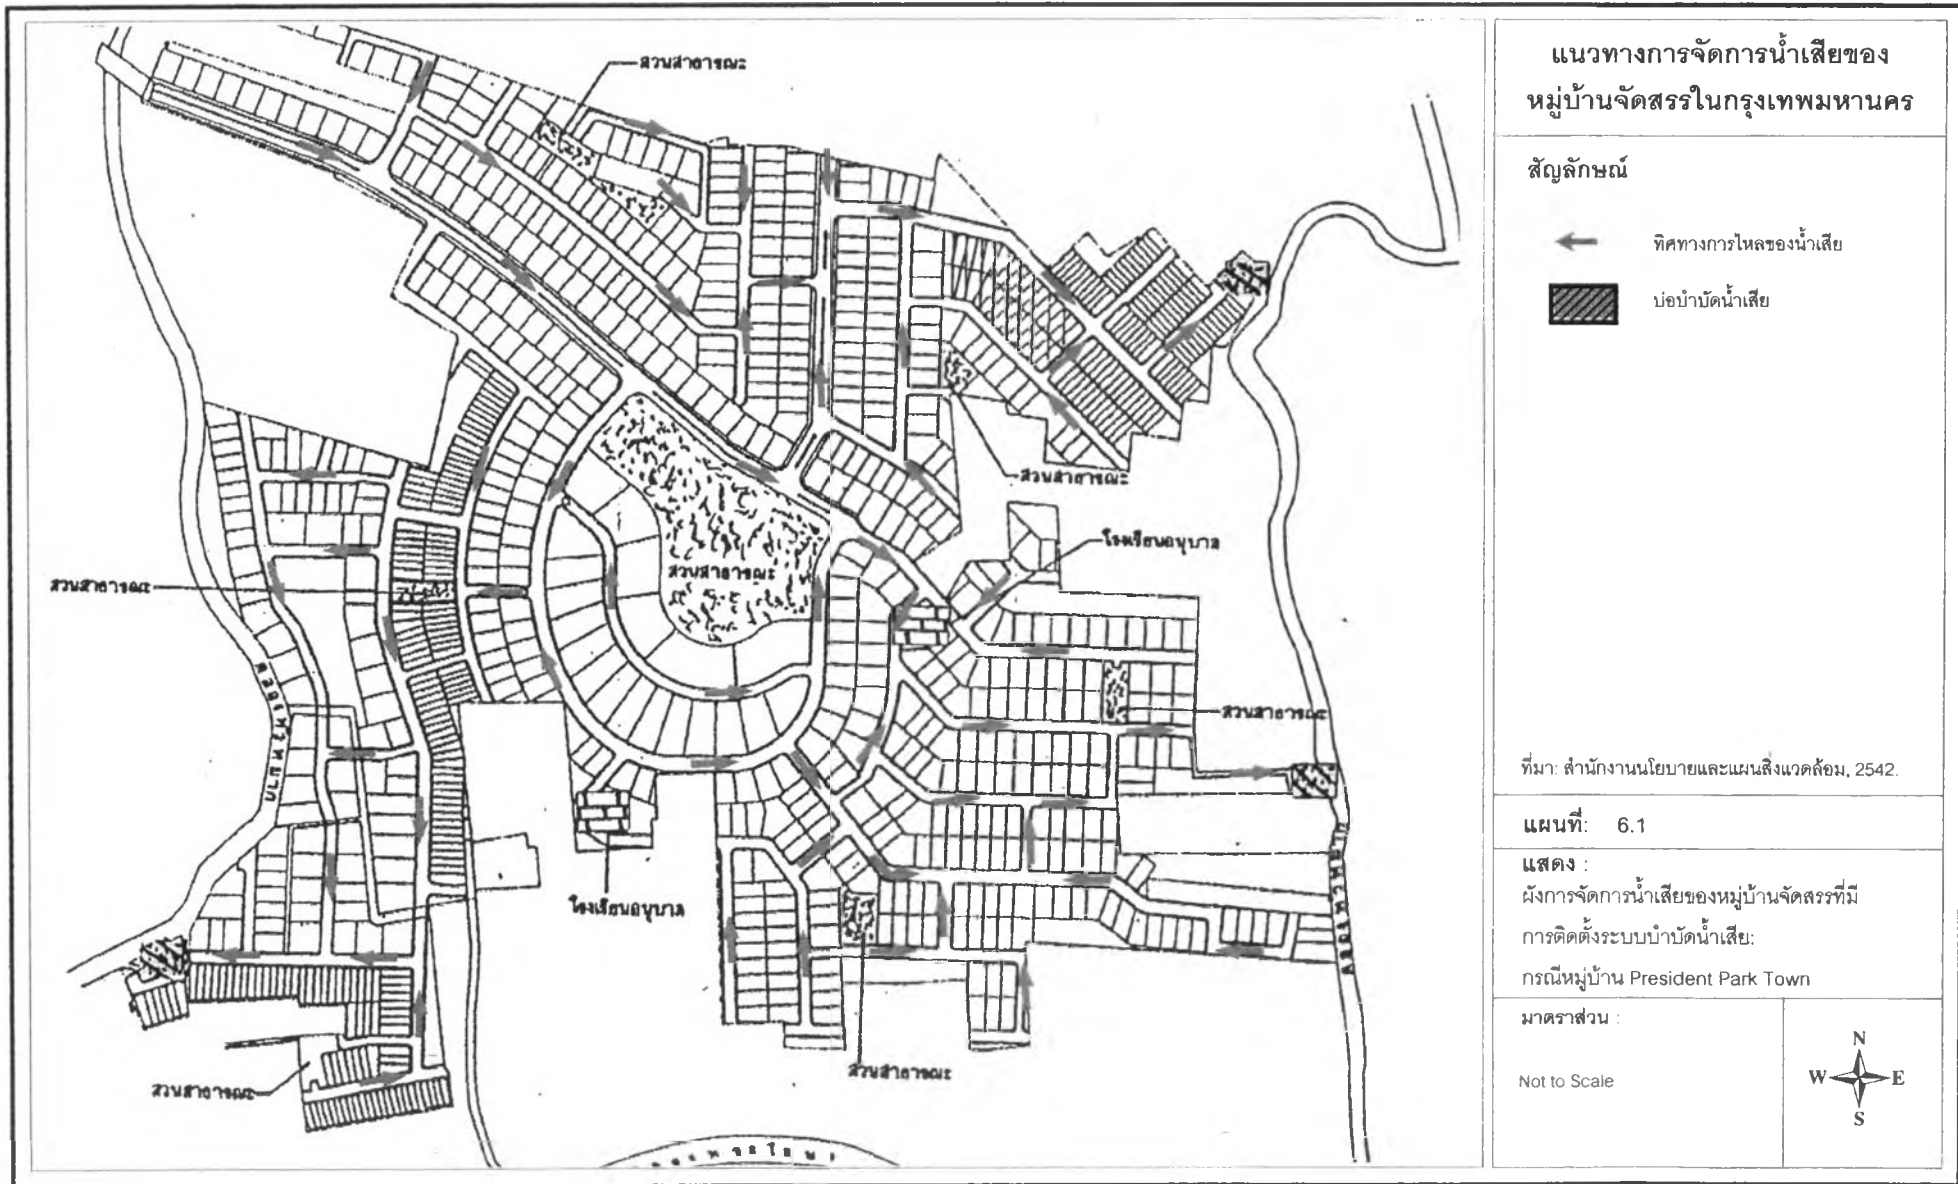 แนวทางการจัดการน้ำเสียของ
หมู่บ้านจัดสรรในกรุงเทพมหานคร
สัญลักษณ์
ทิศทางการไหลของน้ำเสีย
บ่อบำบัดน้ำเสีย
ที่มา: สำนักงานนโยบายและแผนสิ่งแวดล้อม, 2542.
แผนที่: 6.1
แสดง :
ผังการจัดการน้ำเสียของหมู่บ้านจัดสรรที่มี
การติดตั้งระบบบำบัดน้ำเสีย:
กรณีหมู่บ้าน President Park Town
มาตราส่วน :
Not to Scale
N
W E
S
สวนสาธารณะ
สวนสาธารณะ
โรงเรียนอนุบาล
สวนสาธารณะ
สวนสาธารณะ
สวนสาธารณะ
โรงเรียนอนุบาล
สวนสาธารณะ
สวนสาธารณะ